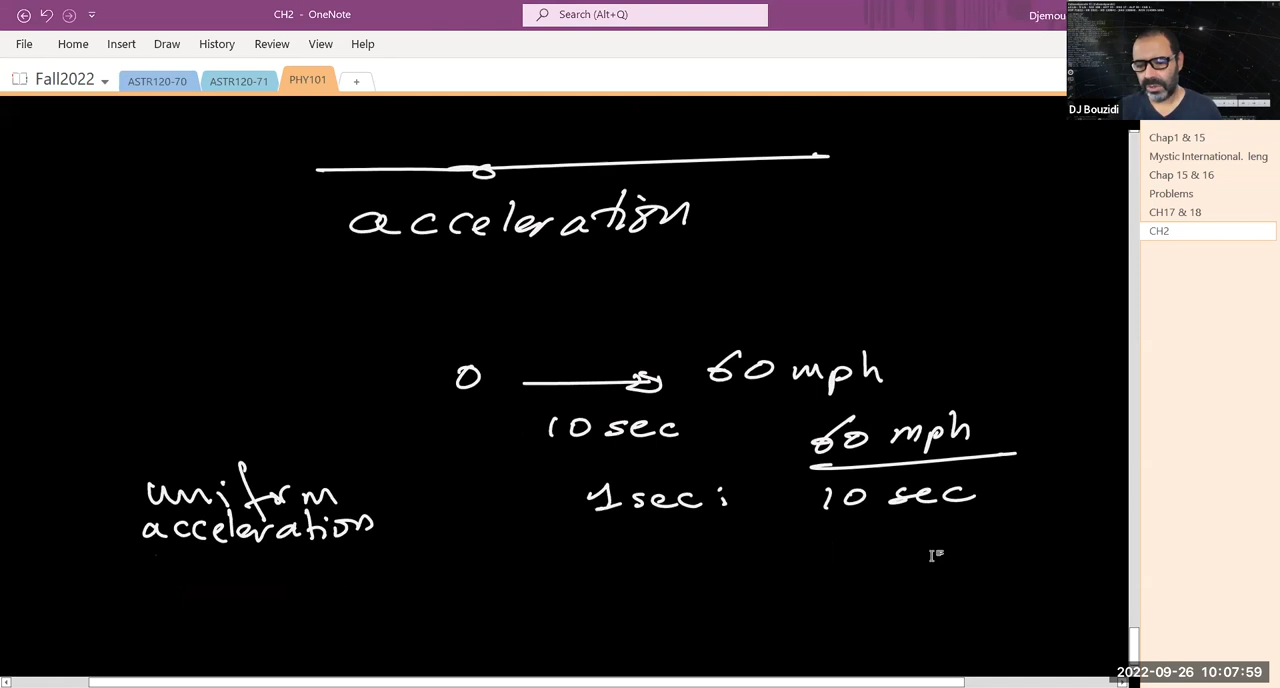 CH2 - OneNote
Search (Alt+Q)
Djemou
File Home Insert Draw History Review View Help
Fall2022 ASTR120-70 ASTR120-71 PHY101 +
DJ Bouzidi
Chap1 & 15
Mystic International. leng
Chap 15 & 16
Problems
CH17 & 18
CH2
acceleration
0 → 60 mph
10 sec
60 mph
1 sec : 10 sec
uniform
acceleration
2022-09-26 10:07:59